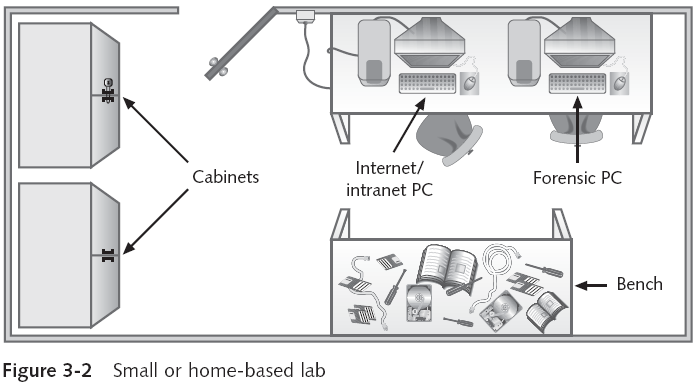 Cabinets
Internet/
intranet PC
Forensic PC
Bench
Figure 3-2 Small or home-based lab